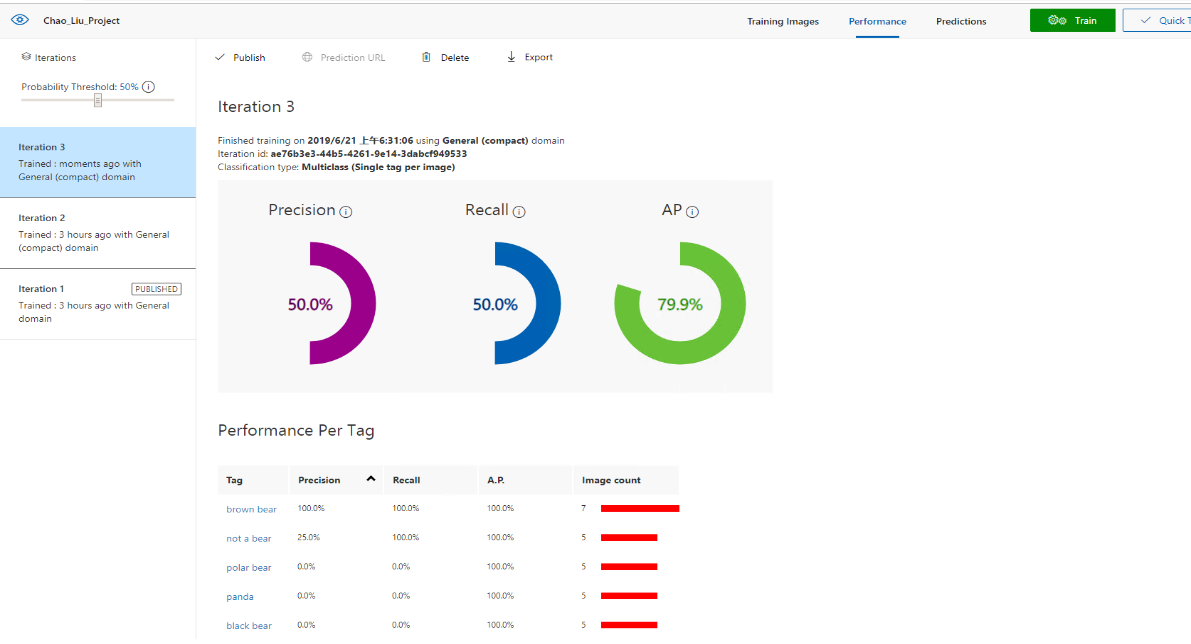 Chao_Liu_Project
Training Images
Performance
Predictions
Train
Quick T
Iterations
Probability Threshold: 50%
Iteration 3
Trained : moments ago with
General (compact) domain
Iteration 2
Trained : 3 hours ago with General
(compact) domain
Iteration 1
PUBLISHED
Trained : 3 hours ago with General
domain
Publish
Prediction URL
Delete
Export
Iteration 3
Finished training on 2019/6/21 上午6:31:06 using General (compact) domain
Iteration id: ae76b3e3-44b5-4261-9e14-3dabcf949533
Classification type: Multiclass (Single tag per image)
Precision
Recall
AP
50.0%
50.0%
79.9%
Performance Per Tag
Tag Precision Recall A.P. Image count
brown bear 100.0% 100.0% 100.0% 7
not a bear 25.0% 100.0% 100.0% 5
polar bear 0.0% 0.0% 100.0% 5
panda 0.0% 0.0% 100.0% 5
black bear 0.0% 0.0% 100.0% 5